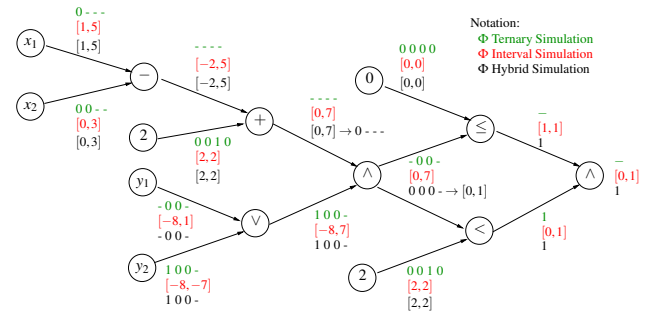 Notation:
Φ Ternary Simulation
Φ Interval Simulation
Φ Hybrid Simulation
x₁
0 - - -
[1,5]
[1,5]
x₂
0 0 - -
[0,3]
[0,3]
−
- - - -
[−2,5]
[−2,5]
2
0 0 1 0
[2,2]
[2,2]
+
- - - -
[0,7]
[0,7] → 0 - - -
y₁
- 0 0 -
[−8,1]
- 0 0 -
y₂
1 0 0 -
[−8,−7]
1 0 0 -
∨
1 0 0 -
[−8,7]
1 0 0 -
∧
- 0 0 -
[0,7]
0 0 0 - → [0,1]
0
0 0 0 0
[0,0]
[0,0]
≤
−
[1,1]
1
2
0 0 1 0
[2,2]
[2,2]
<
1
[0,1]
1
∧
−
[0,1]
1